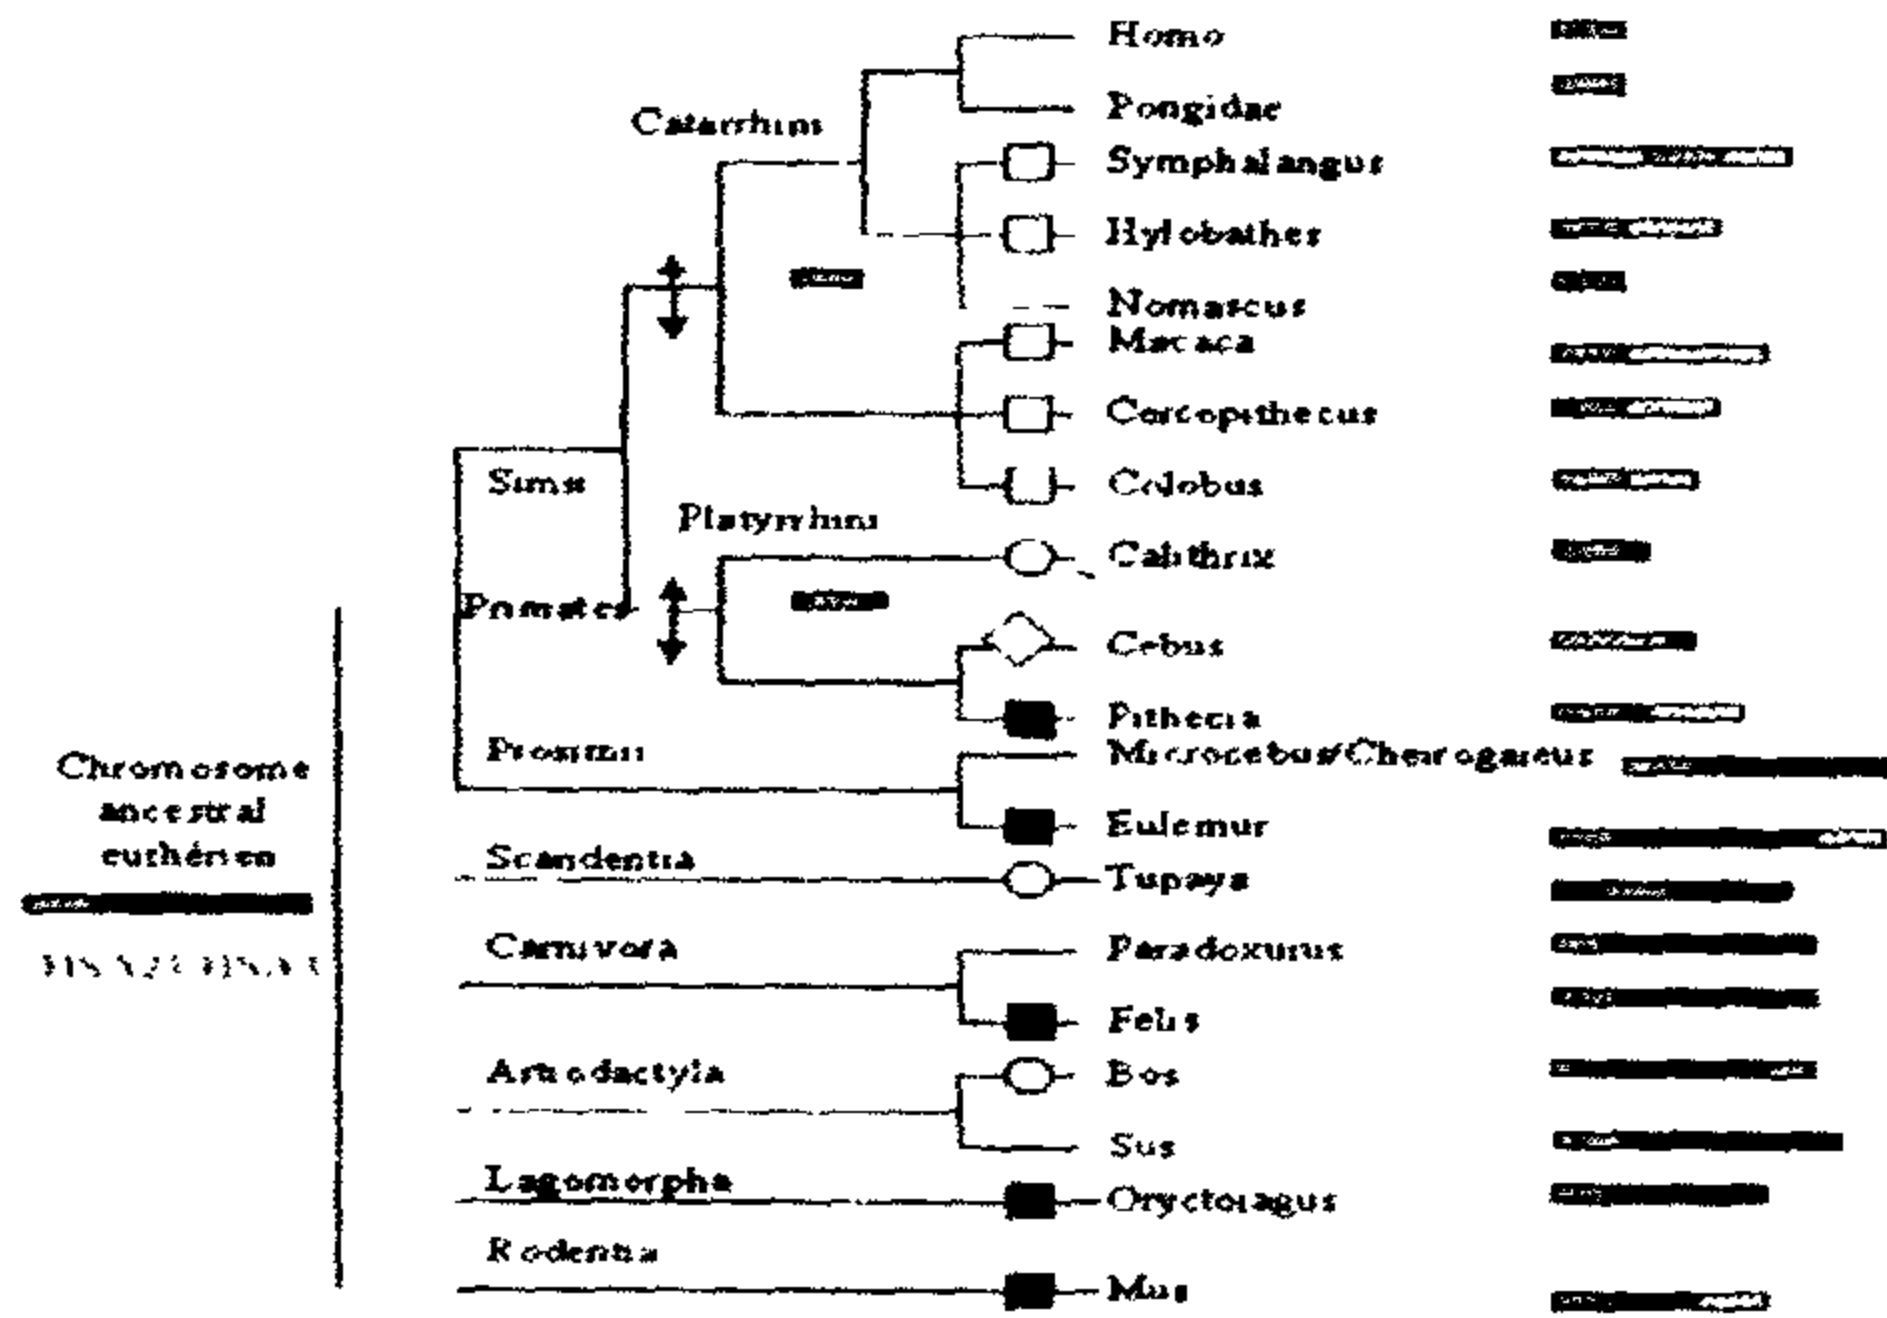 Homo
Pongidae
Catarrhini
Symphalangus
Hylobathes
Nomascus
Macaca
Cercopithecus
Simii
Colobus
Platyrrhini
Callithrix
Primates
Cebus
Pithecia
Prosimii
Microcebus/Cheirogaleus
Chromosome
ancestral
euthérien
Eulemur
Scandentia
Tupaya
Carnivora
Paradoxurus
Felis
Artiodactyla
Bos
Sus
Lagomorpha
Oryctolagus
Rodentia
Mus